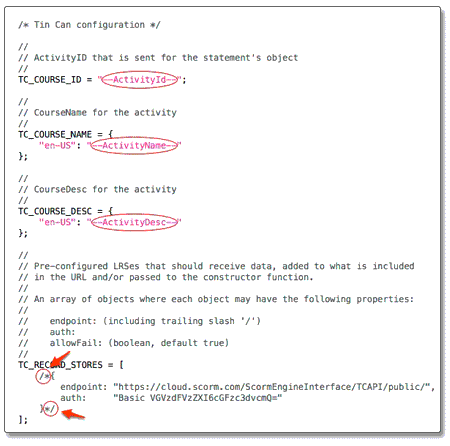 /* Tin Can configuration */
//
// ActivityID that is sent for the statement's object
//
TC_COURSE_ID = "--ActivityId--";
//
// CourseName for the activity
//
TC_COURSE_NAME = {
"en-US": "--ActivityName--"
};
//
// CourseDesc for the activity
//
TC_COURSE_DESC = {
"en-US": "--ActivityDesc--"
};
//
// Pre-configured LRSes that should receive data, added to what is included
// in the URL and/or passed to the constructor function.
//
// An array of objects where each object may have the following properties:
//
// endpoint: (including trailing slash '/')
// auth:
// allowFail: (boolean, default true)
//
TC_RECORD_STORES = [
/*{
endpoint: "https://cloud.scorm.com/ScormEngineInterface/TCAPI/public/",
auth: "Basic VGVzdFVzZXI6cGFzc3dvcmQ="
}*/
];